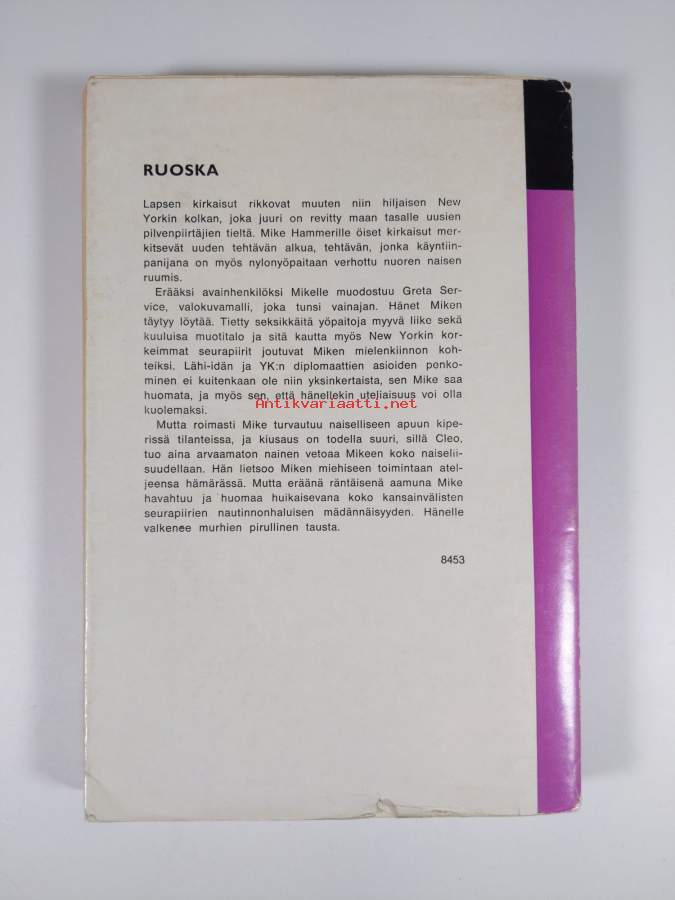 RUOSKA
Lapsen kirkaisut rikkovat muuten niin hiljaisen New
Yorkin kolkan, joka juuri on revitty maan tasalle uusien
pilvenpiirtäjien tieltä. Mike Hammerille öiset kirkaisut mer-
kitsevät uuden tehtävän alkua, tehtävän, jonka käyntiin-
panijana on myös nylonyöpaitaan verhottu nuoren naisen
ruumis.
Erääksi avainhenkilöksi Mikelle muodostuu Greta Ser-
vice, valokuvamalli, joka tunsi vainajan. Hänet Miken
täytyy löytää. Tietty seksikkäitä yöpaitoja myyvä liike sekä
kuuluisa muotitalo ja sitä kautta myös New Yorkin kor-
keimmat seurapiirit joutuvat Miken mielenkiinnon koh-
teiksi. Lähi-idän ja YK:n diplomaattien asioiden penko-
minen ei kuitenkaan ole niin yksinkertaista, sen Mike saa
huomata, ja myös sen, että hänellekin uteliaisuus voi olla
Antikvariaatti.net
kuolemaksi.
Mutta roimasti Mike turvautuu naiselliseen apuun kipe-
rissä tilanteissa, ja kiusaus on todella suuri, sillä Cleo,
tuo aina arvaamaton nainen vetoaa Mikeen koko naiselli-
suudellaan. Hän lietsoo Miken miehiseen toimintaan atel-
jeensa hämärässä. Mutta eräänä räntäisenä aamuna Mike
havahtuu ja huomaa huikaisevana koko kansainvälisten
seurapiirien nautinnonhaluisen mädännäisyyden. Hänelle
valkenee murhien pirullinen tausta.
8453